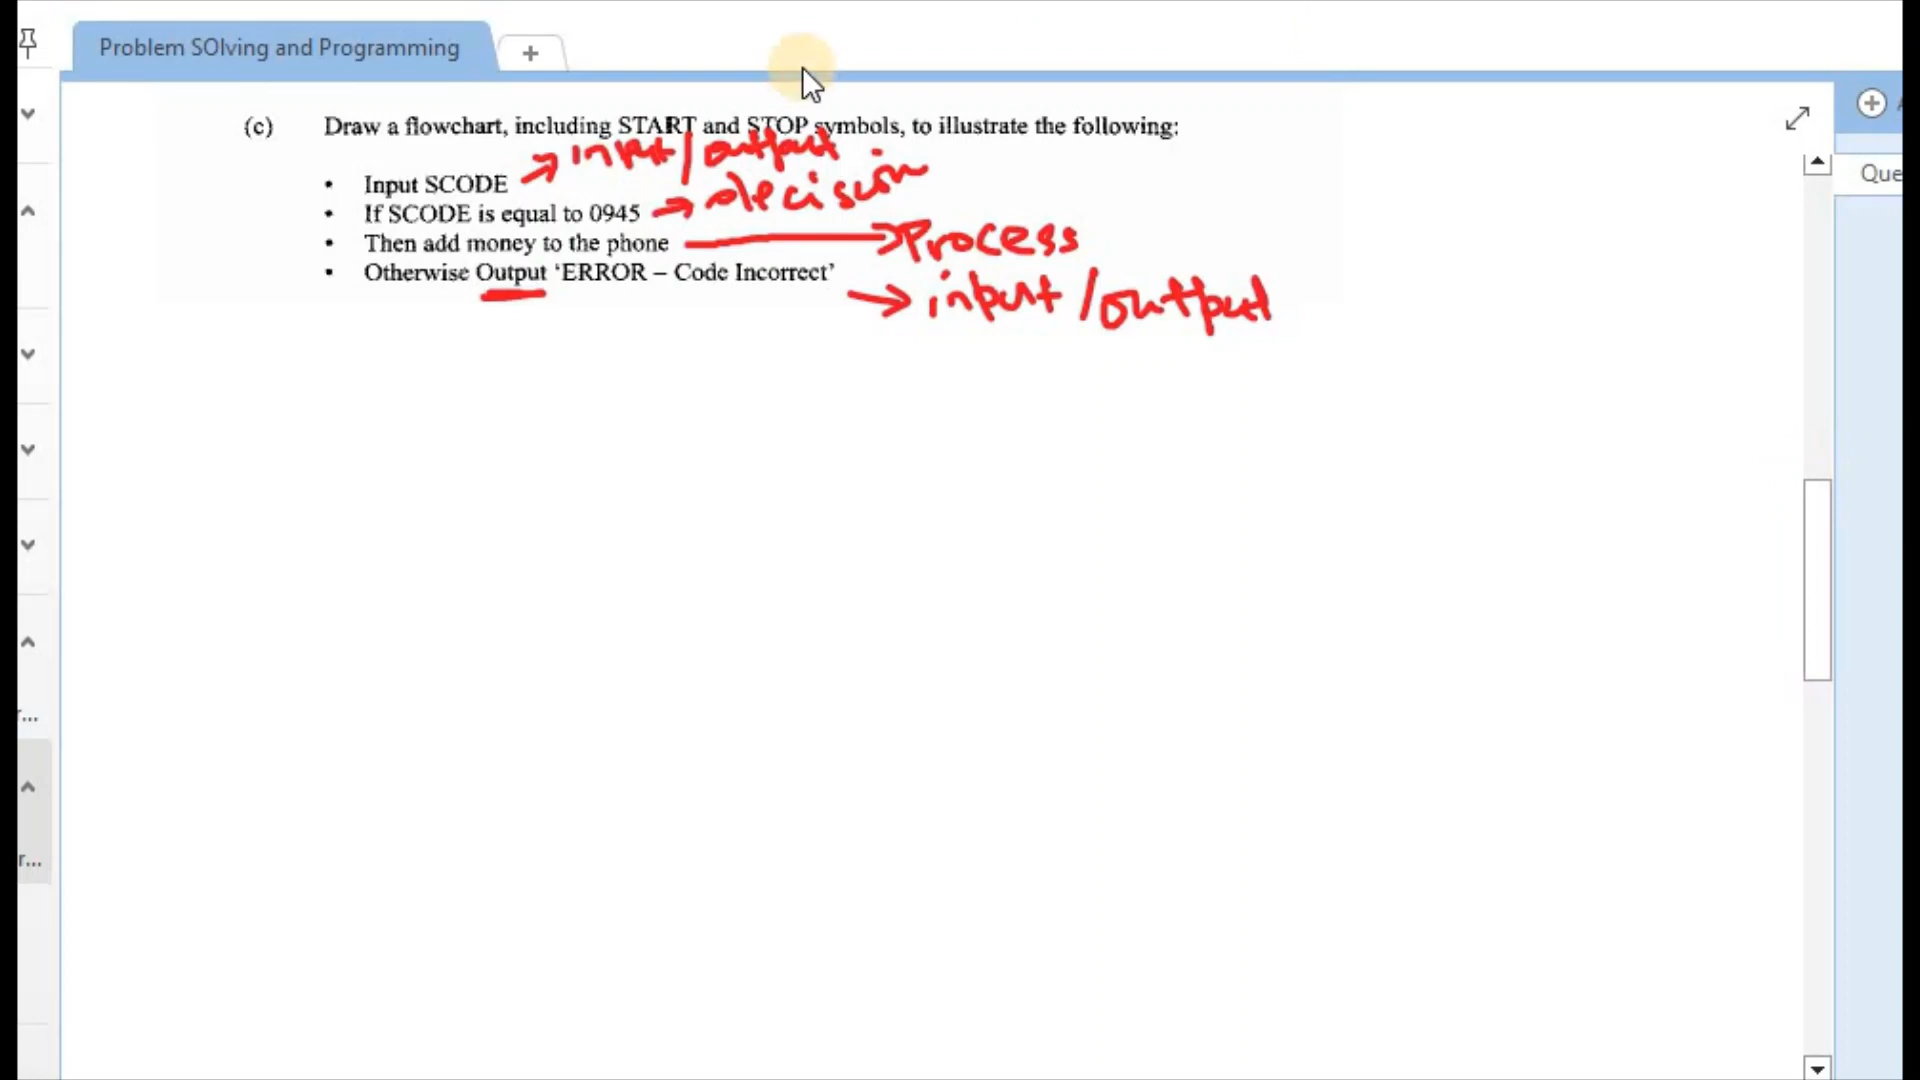 Problem SOlving and Programming
+
(c) Draw a flowchart, including START and STOP symbols, to illustrate the following:
• Input SCODE → input/output
• If SCODE is equal to 0945 → decision
• Then add money to the phone → Process
• Otherwise Output ‘ERROR – Code Incorrect’ → input/output
Que
r...
r...